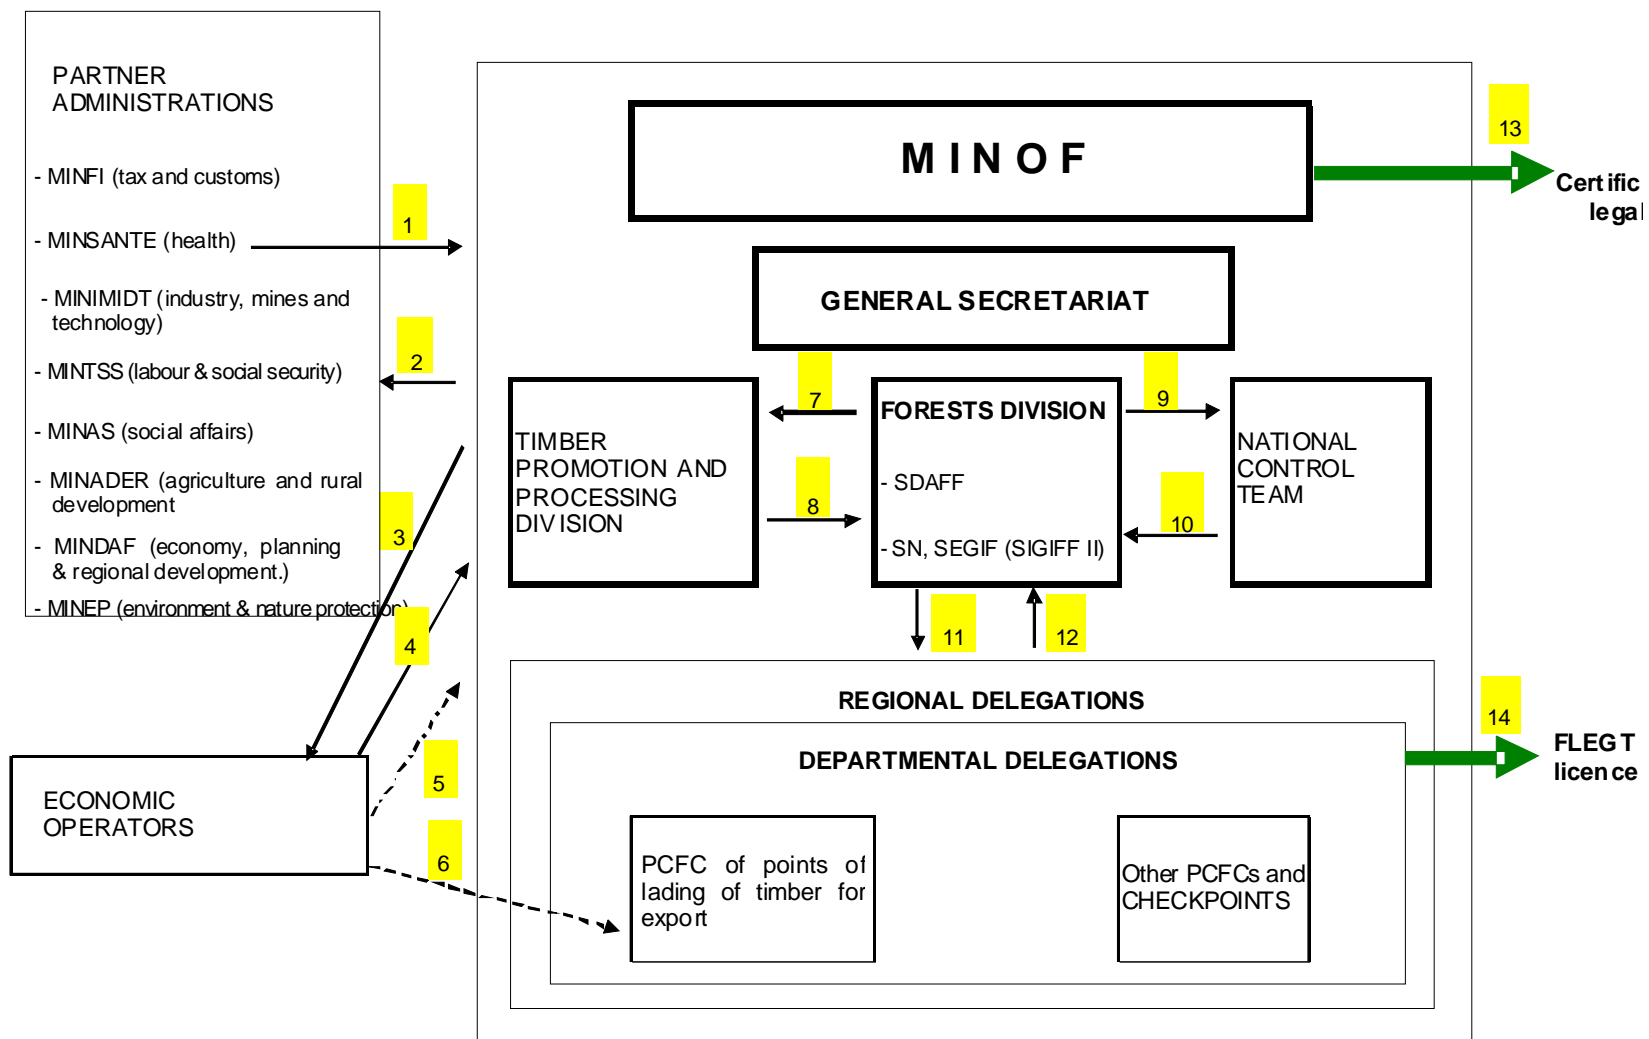 PARTNER
ADMINISTRATIONS
- MINFI (tax and customs)
- MINSANTE (health)
- MINIMIDT (industry, mines and
technology)
- MINTSS (labour & social security)
- MINAS (social affairs)
- MINADER (agriculture and rural
development
- MINDAF (economy, planning
& regional development.)
- MINEP (environment & nature protection)
1
2
3
4
5
6
ECONOMIC
OPERATORS
MINOF
13
Certific
legal
GENERAL SECRETARIAT
7
9
TIMBER
PROMOTION AND
PROCESSING
DIVISION
8
FORESTS DIVISION
- SDAFF
- SN, SEGIF (SIGIFF II)
10
NATIONAL
CONTROL
TEAM
11
12
REGIONAL DELEGATIONS
DEPARTMENTAL DELEGATIONS
14
FLEGT
licence
PCFC of points of
lading of timber for
export
Other PCFCs and
CHECKPOINTS